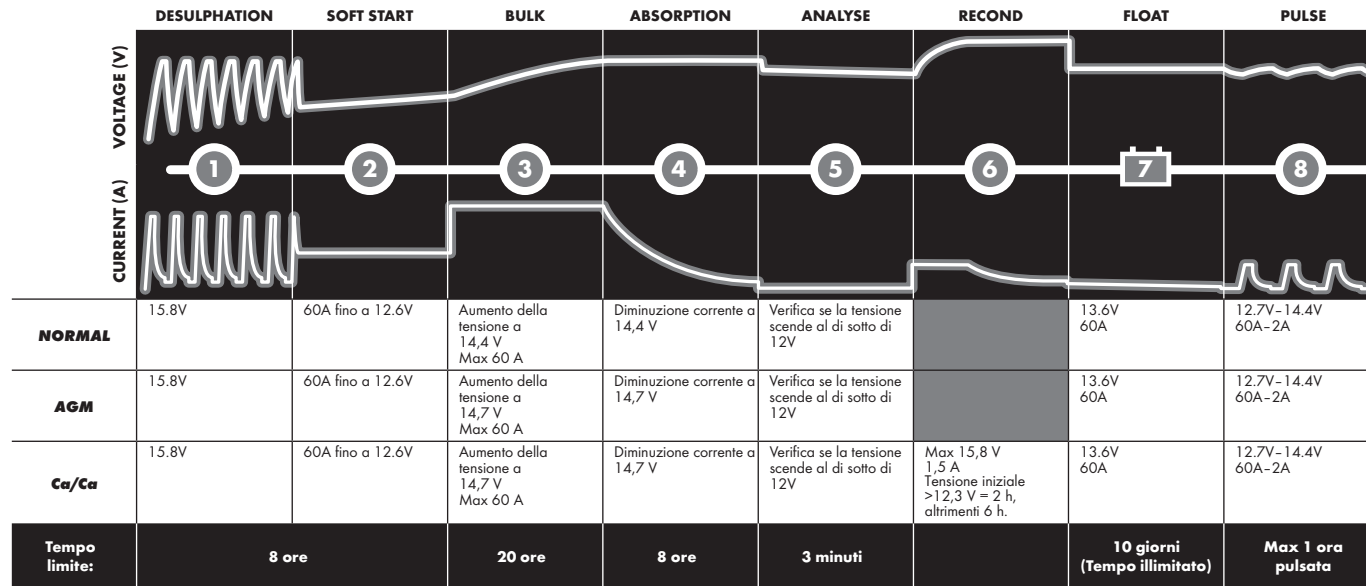 DESULPHATION SOFT START BULK ABSORPTION ANALYSE RECOND FLOAT PULSE
VOLTAGE (V)
CURRENT (A)
1 2 3 4 5 6 7 8
NORMAL
15.8V
60A fino a 12.6V
Aumento della
tensione a
14,4 V
Max 60 A
Diminuzione corrente a
14,4 V
Verifica se la tensione
scende al di sotto di
12V
13.6V
60A
12.7V–14.4V
60A–2A
AGM
15.8V
60A fino a 12.6V
Aumento della
tensione a
14,7 V
Max 60 A
Diminuzione corrente a
14,7 V
Verifica se la tensione
scende al di sotto di
12V
13.6V
60A
12.7V–14.4V
60A–2A
Ca/Ca
15.8V
60A fino a 12.6V
Aumento della
tensione a
14,7 V
Max 60 A
Diminuzione corrente a
14,7 V
Verifica se la tensione
scende al di sotto di
12V
Max 15,8 V
1,5 A
Tensione iniziale
>12,3 V = 2 h,
altrimenti 6 h.
13.6V
60A
12.7V–14.4V
60A–2A
Tempo
limite:
8 ore
20 ore
8 ore
3 minuti
10 giorni
(Tempo illimitato)
Max 1 ora
pulsata